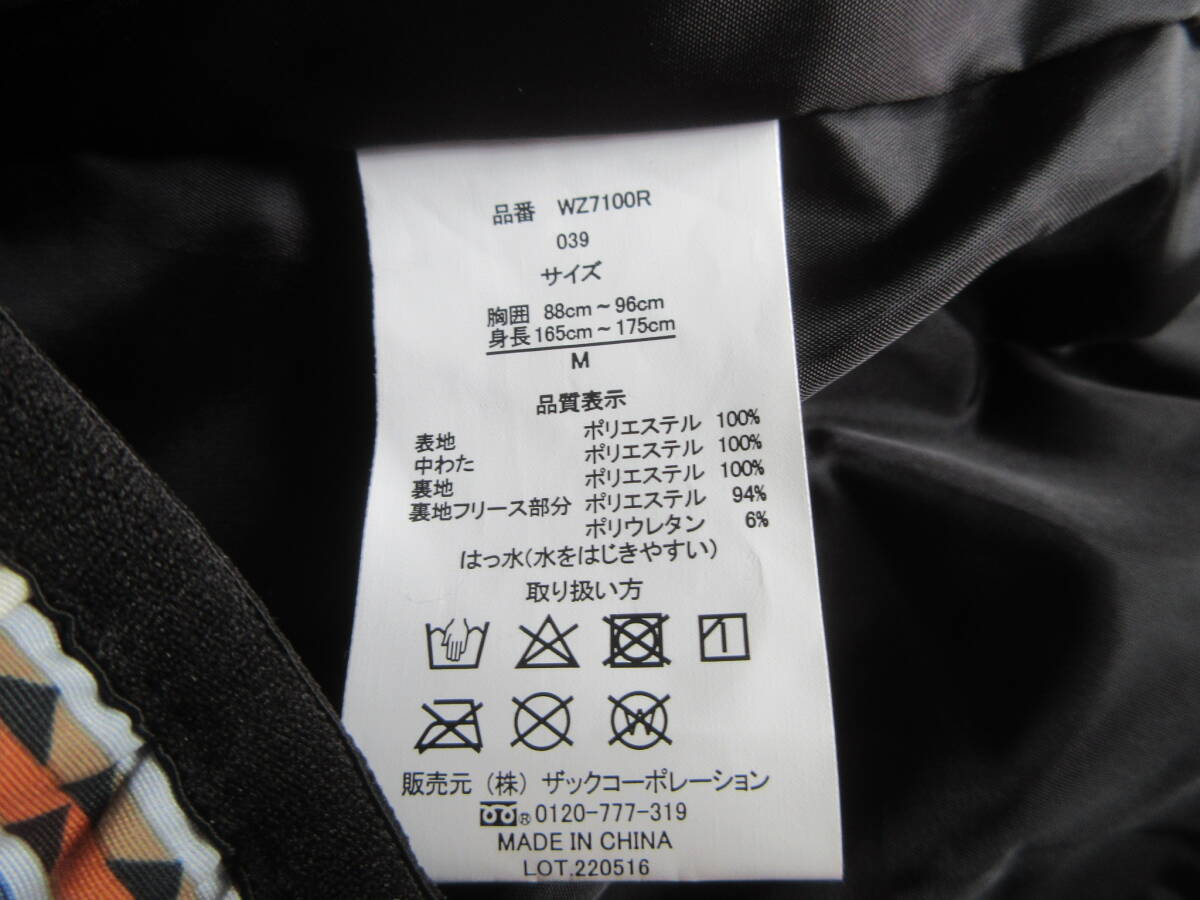 品番 WZ7100R
039
サイズ
胸囲 88cm～96cm
身長165cm～175cm
M
品質表示
表地 ポリエステル 100%
中わた ポリエステル 100%
裏地 ポリエステル 100%
裏地フリース部分 ポリエステル 94%
ポリウレタン 6%
はっ水(水をはじきやすい)
取り扱い方
W
販売元 (株) ザックコーポレーション
®0120-777-319
MADE IN CHINA
LOT.220516